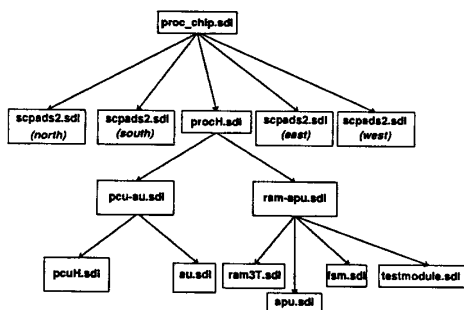 proc_chip.sdl
scpads2.sdl
(north)
scpads2.sdl
(south)
procH.sdl
scpads2.sdl
(east)
scpads2.sdl
(west)
pcu-au.sdl
ram-apu.sdl
pcuH.sdl
au.sdl
ram3T.sdl
apu.sdl
fsm.sdl
testmodule.sdl